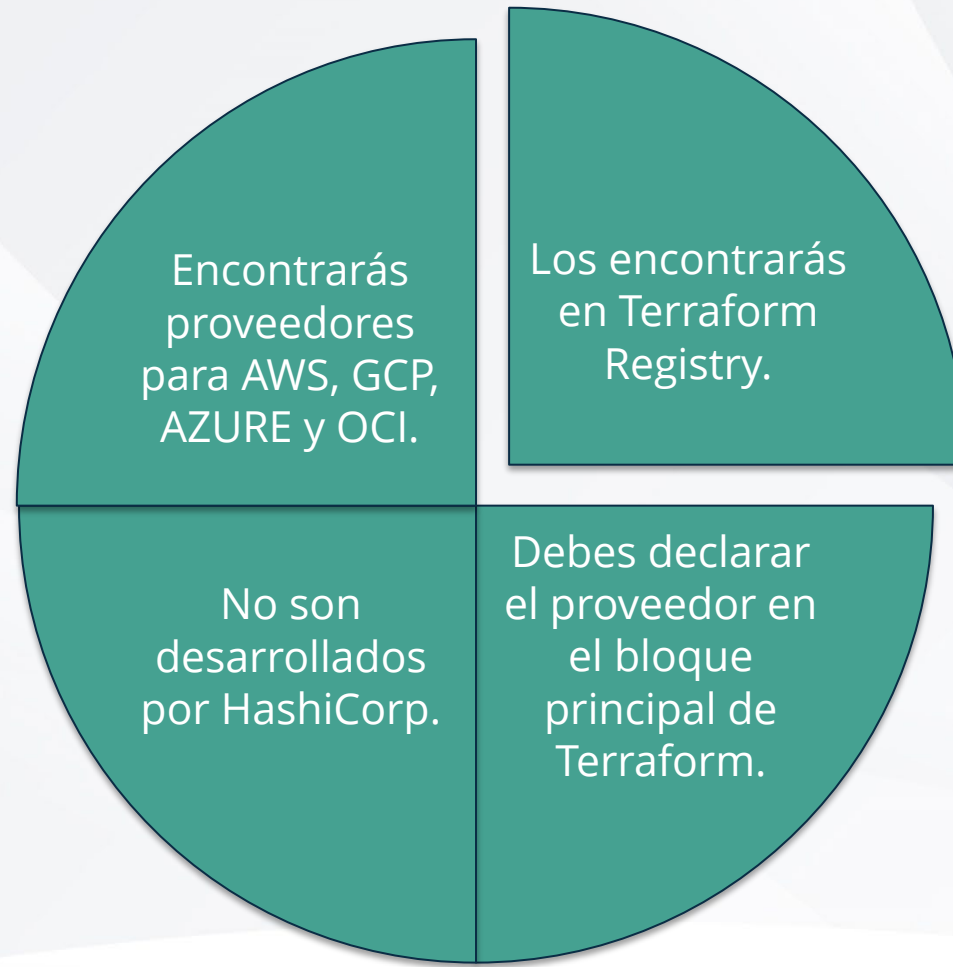 Encontrarás
proveedores
para AWS, GCP,
AZURE y OCI.
Los encontrarás
en Terraform
Registry.
No son
desarrollados
por HashiCorp.
Debes declarar
el proveedor en
el bloque
principal de
Terraform.